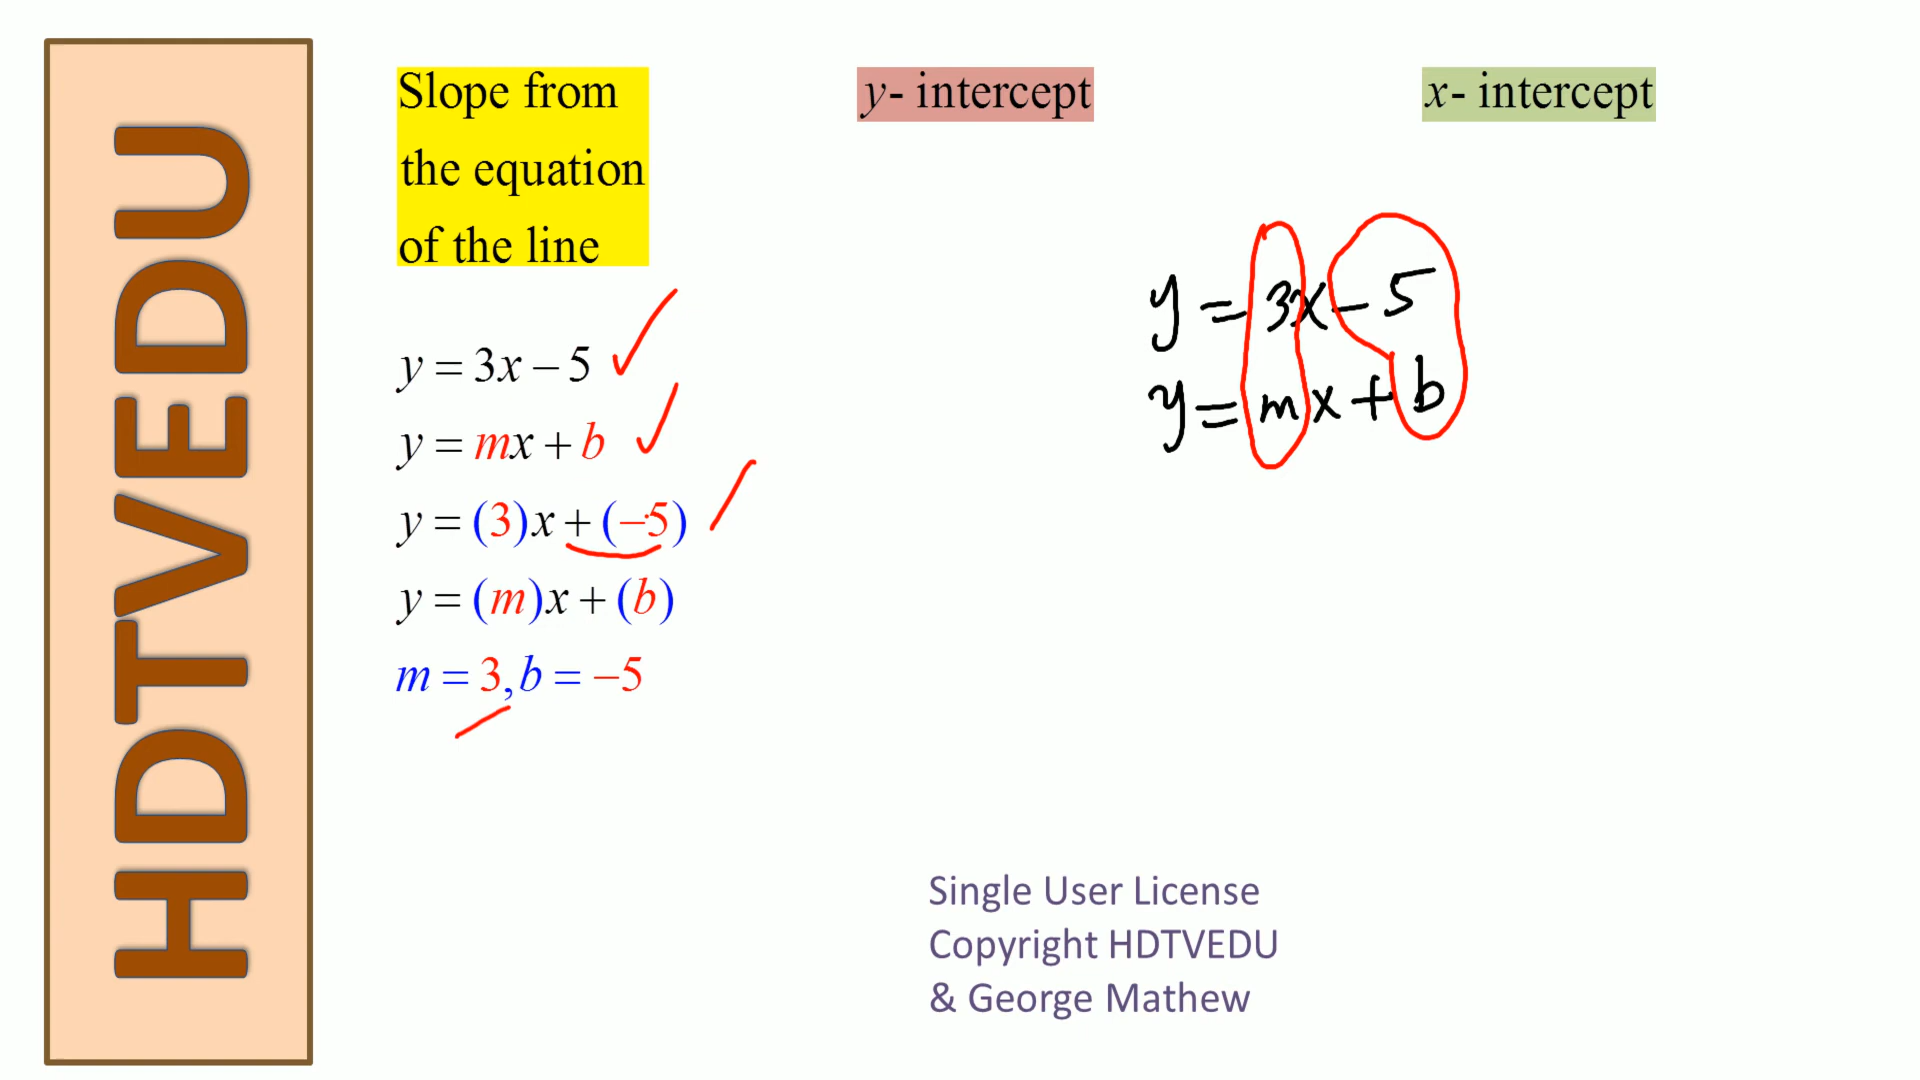 HDTVEDU
Slope from
the equation
of the line
y = 3x − 5
y = mx + b
y = (3)x + (−5)
y = (m)x + (b)
m = 3, b = −5
y- intercept
x- intercept
y = 3x − 5
y = mx + b
Single User License
Copyright HDTVEDU
& George Mathew